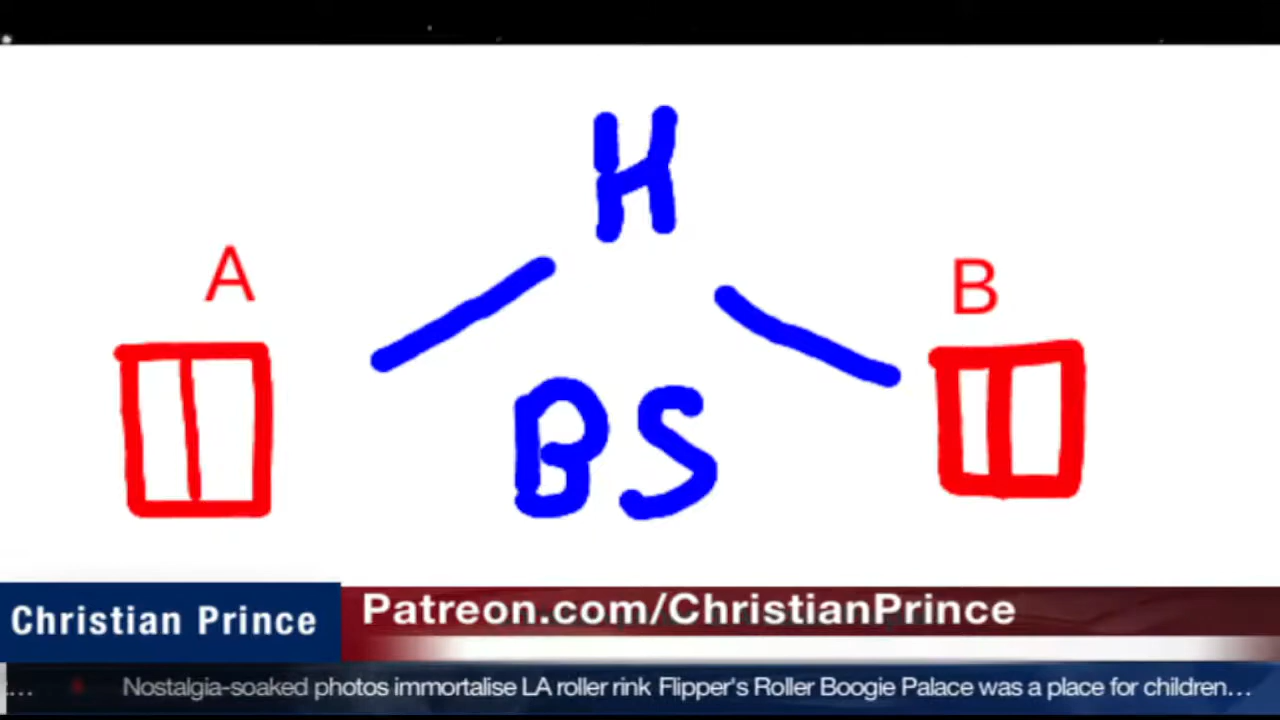 H
A
B
BS
Christian Prince
Patreon.com/ChristianPrince
... Nostalgia-soaked photos immortalise LA roller rink Flipper's Roller Boogie Palace was a place for children...